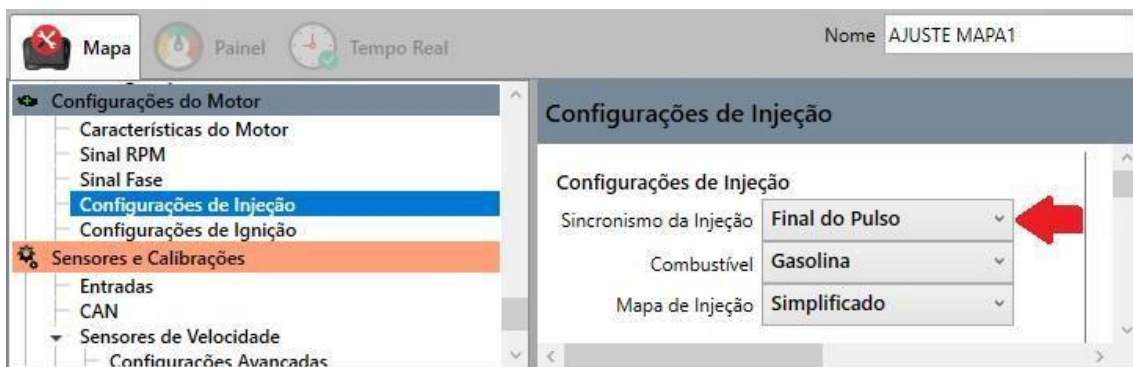 Mapa
Painel
Tempo Real
Nome AJUSTE MAPA1
Configurações do Motor
Características do Motor
Sinal RPM
Sinal Fase
Configurações de Injeção
Configurações de Ignição
Sensores e Calibrações
Entradas
CAN
Sensores de Velocidade
Configurações Avançadas
Configurações de Injeção
Configurações de Injeção
Sincronismo da Injeção Final do Pulso
Combustível Gasolina
Mapa de Injeção Simplificado